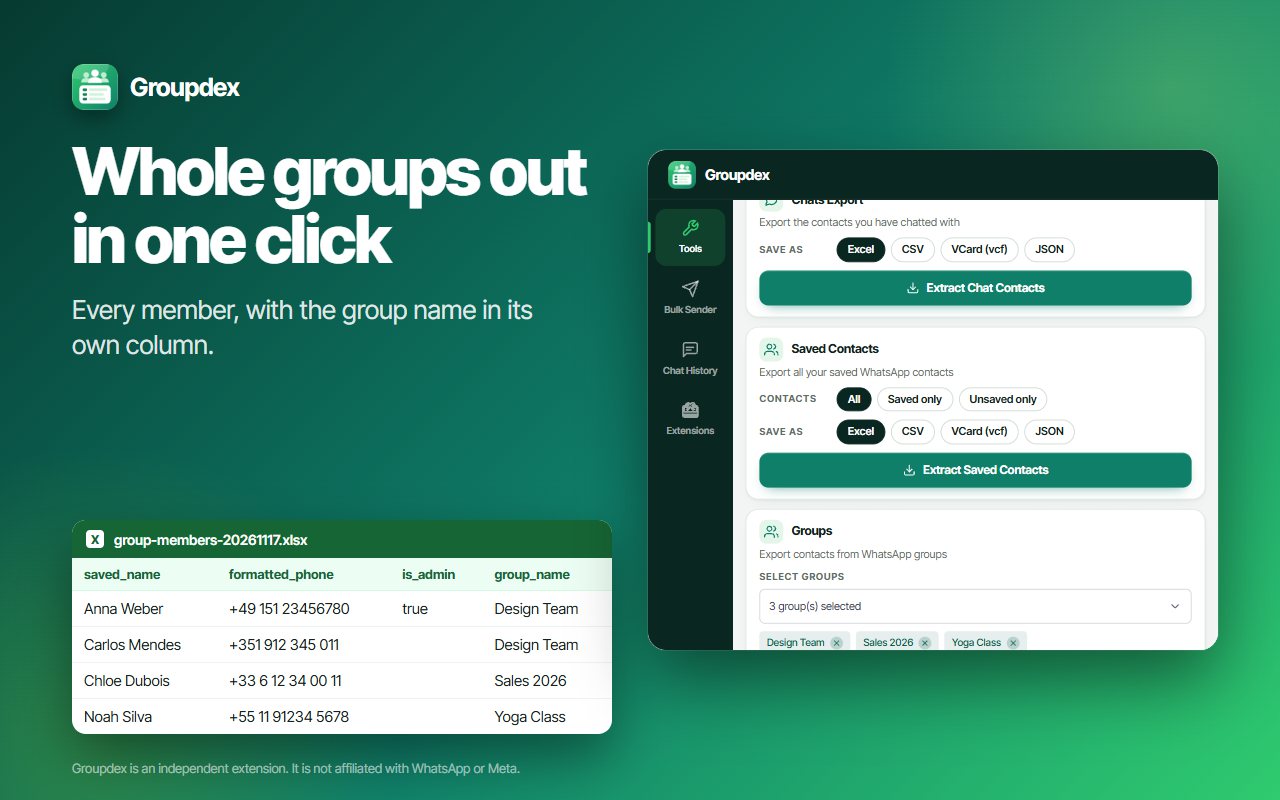 Groupdex
Whole groups out
in one click
Every member, with the group name in its
own column.
X group-members-20261117.xlsx
saved_name formatted_phone is_admin group_name
Anna Weber +49 151 23456780 true Design Team
Carlos Mendes +351 912 345 011 Design Team
Chloe Dubois +33 6 12 34 00 11 Sales 2026
Noah Silva +55 11 91234 5678 Yoga Class
Groupdex is an independent extension. It is not affiliated with WhatsApp or Meta.
Groupdex
Tools
Bulk Sender
Chat History
Extensions
Chats Export
Export the contacts you have chatted with
SAVE AS Excel CSV VCard (vcf) JSON
Extract Chat Contacts
Saved Contacts
Export all your saved WhatsApp contacts
CONTACTS All Saved only Unsaved only
SAVE AS Excel CSV VCard (vcf) JSON
Extract Saved Contacts
Groups
Export contacts from WhatsApp groups
SELECT GROUPS
3 group(s) selected
Design Team Sales 2026 Yoga Class